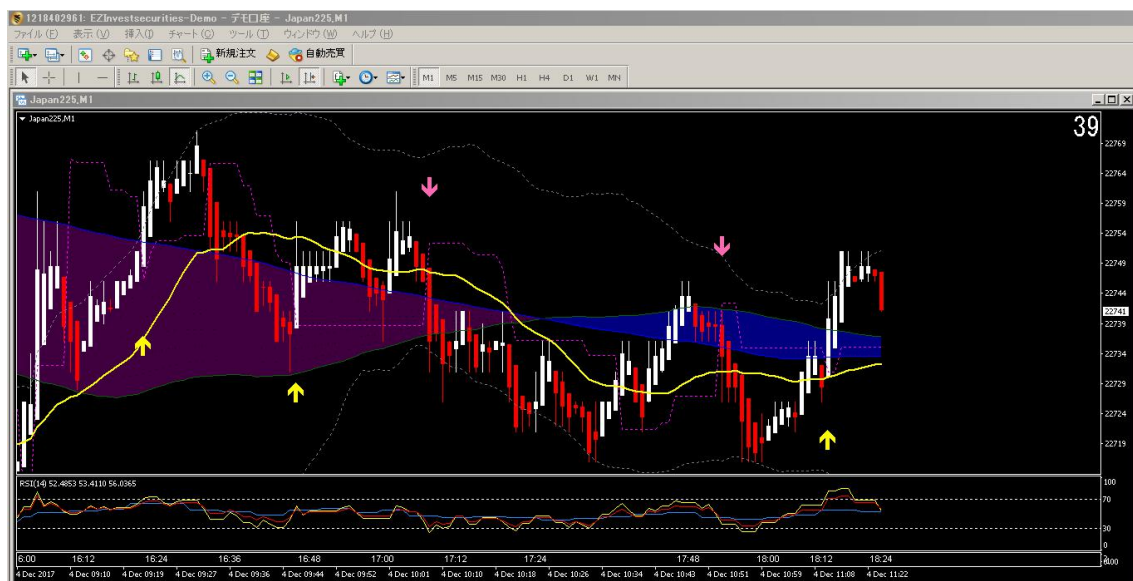 1218402961: EZInvestsecurities-Demo - デモ口座 - Japan225,M1
ファイル (F) 表示 (V) 挿入(I) チャート (C) ツール (T) ウィンドウ (W) ヘルプ (H)
新規注文 自動売買
M1 M5 M15 M30 H1 H4 D1 W1 MN
Japan225,M1
Japan225,M1
39
22769
22764
22759
22754
22749
22744
22741
22739
22734
22729
22724
22719
RSI(14) 52.4853 53.4110 56.0365
100
70
30
0
6:00 16:12 16:24 16:36 16:48 17:00 17:12 17:24 17:48 18:00 18:12 18:24
4 Dec 2017 4 Dec 09:10 4 Dec 09:19 4 Dec 09:27 4 Dec 09:36 4 Dec 09:44 4 Dec 09:52 4 Dec 10:01 4 Dec 10:10 4 Dec 10:18 4 Dec 10:26 4 Dec 10:34 4 Dec 10:43 4 Dec 10:51 4 Dec 10:59 4 Dec 11:08 4 Dec 11:22